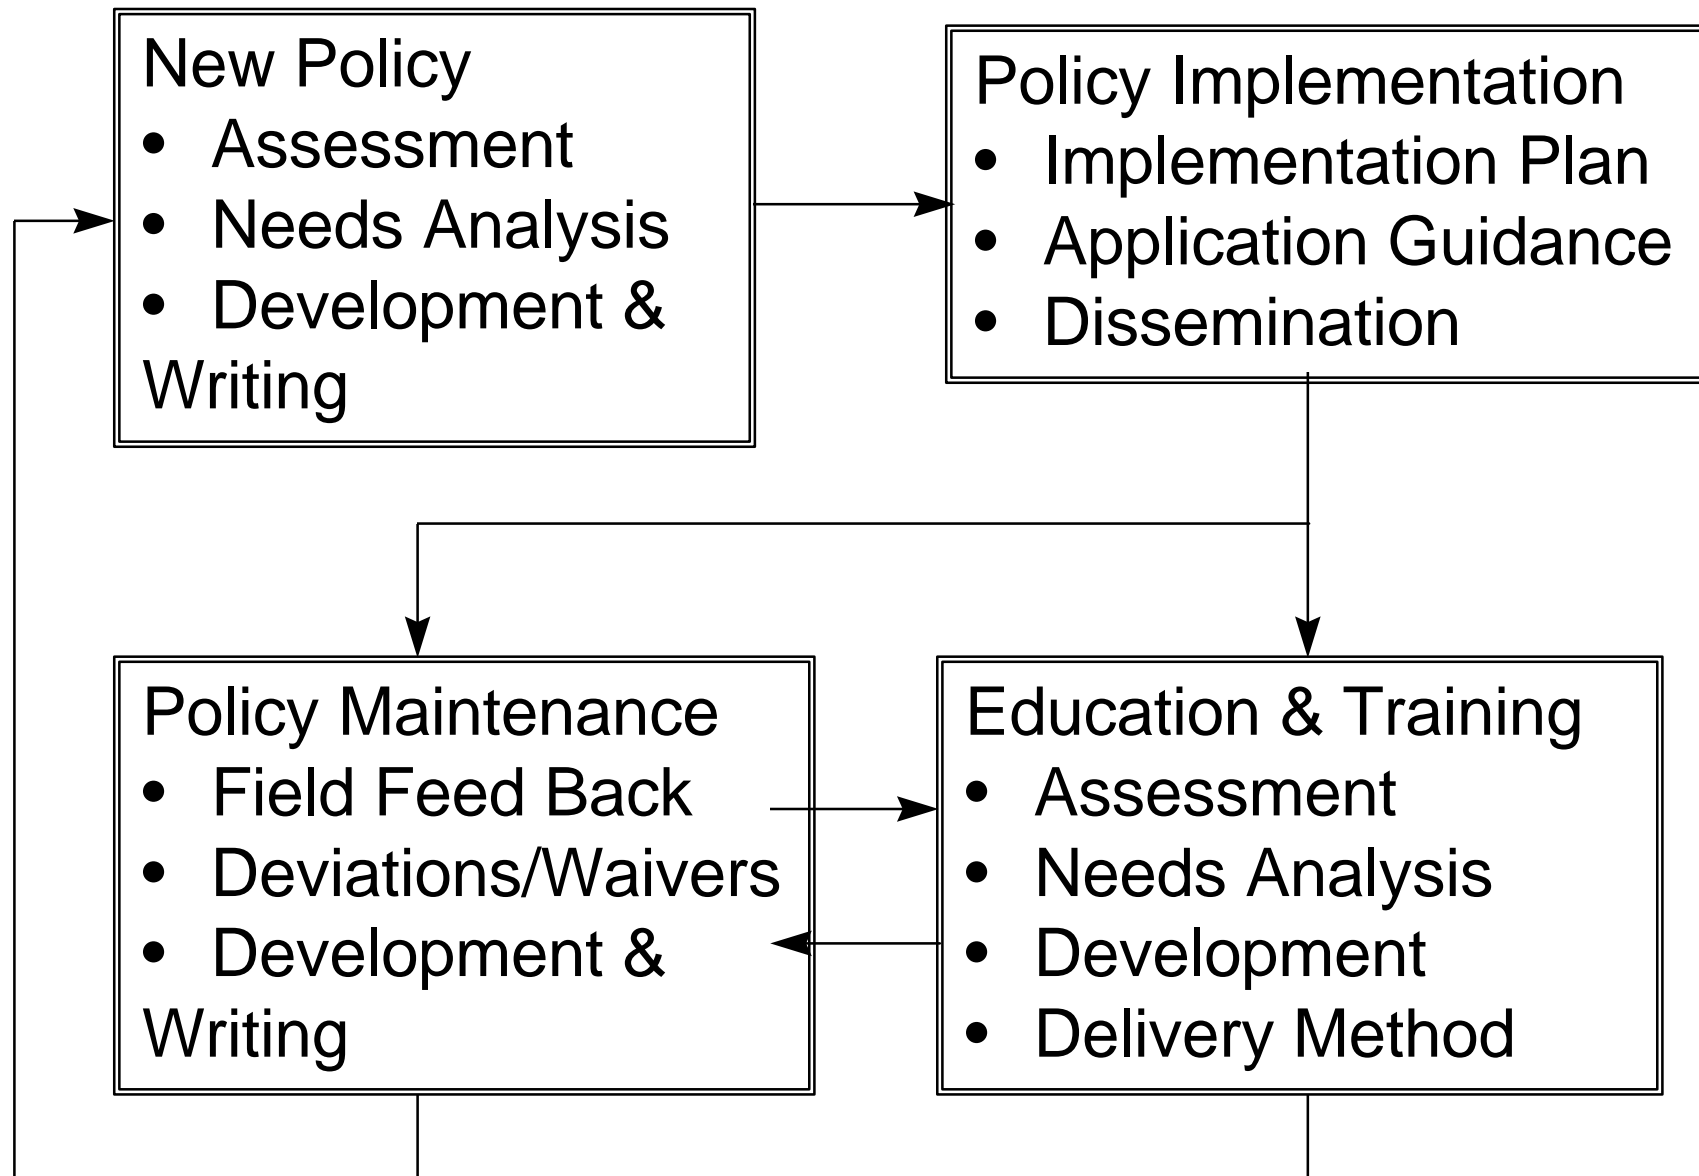 New Policy
• Assessment
• Needs Analysis
• Development &
Writing
Policy Implementation
• Implementation Plan
• Application Guidance
• Dissemination
Policy Maintenance
• Field Feed Back
• Deviations/Waivers
• Development &
Writing
Education & Training
• Assessment
• Needs Analysis
• Development
• Delivery Method